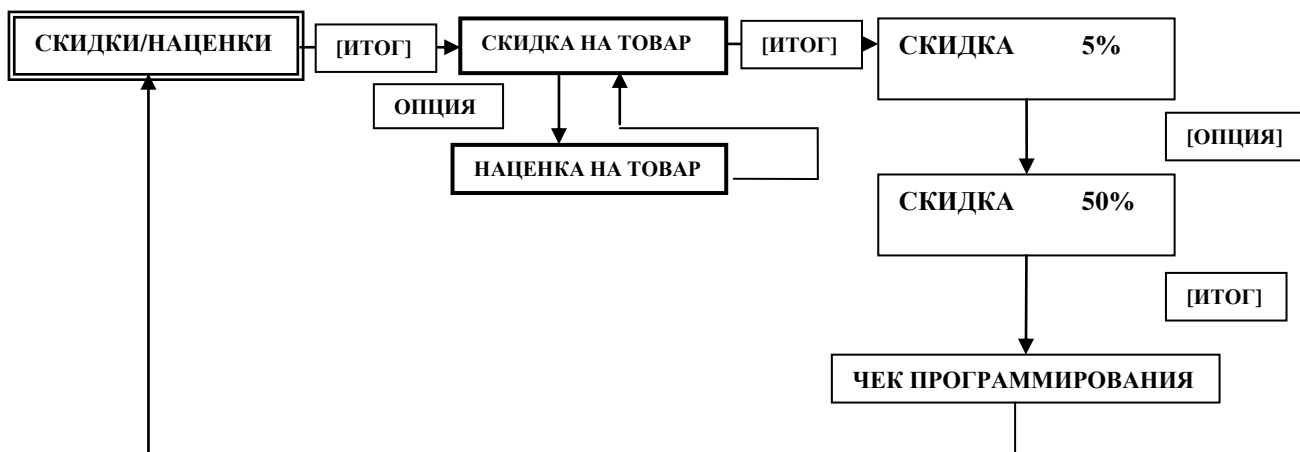 СКИДКИ/НАЦЕНКИ
[ИТОГ]
СКИДКА НА ТОВАР
[ИТОГ]
СКИДКА 5%
ОПЦИЯ
[ОПЦИЯ]
НАЦЕНКА НА ТОВАР
СКИДКА 50%
[ИТОГ]
ЧЕК ПРОГРАММИРОВАНИЯ